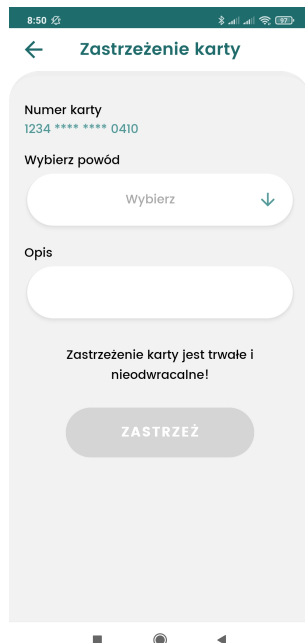 8:50 97
Zastrzeżenie karty
Numer karty
1234 **** **** 0410
Wybierz powód
Wybierz
Opis
Zastrzeżenie karty jest trwałe i
nieodwracalne!
ZASTRZEŻ